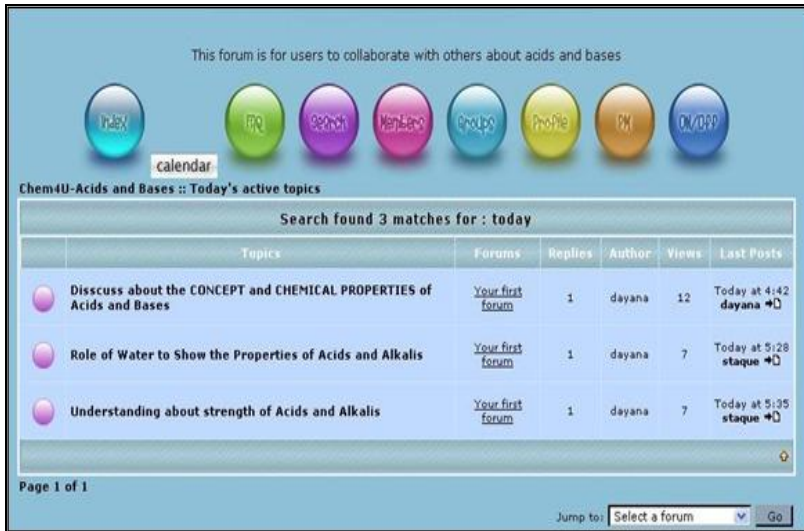 This forum is for users to collaborate with others about acids and bases
Index
calendar
FAQ
Search
Members
Groups
Profile
PM
ON/OFF
Chem4U-Acids and Bases :: Today's active topics
Search found 3 matches for : today
Topics Forums Replies Author Views Last Posts
Disscuss about the CONCEPT and CHEMICAL PROPERTIES of
Acids and Bases
Your first
forum
1 dayana 12
Today at 4:42
dayana
Role of Water to Show the Properties of Acids and Alkalis
Your first
forum
1 dayana 7
Today at 5:28
staque
Understanding about strength of Acids and Alkalis
Your first
forum
1 dayana 7
Today at 5:35
staque
Page 1 of 1
Jump to: Select a forum Go